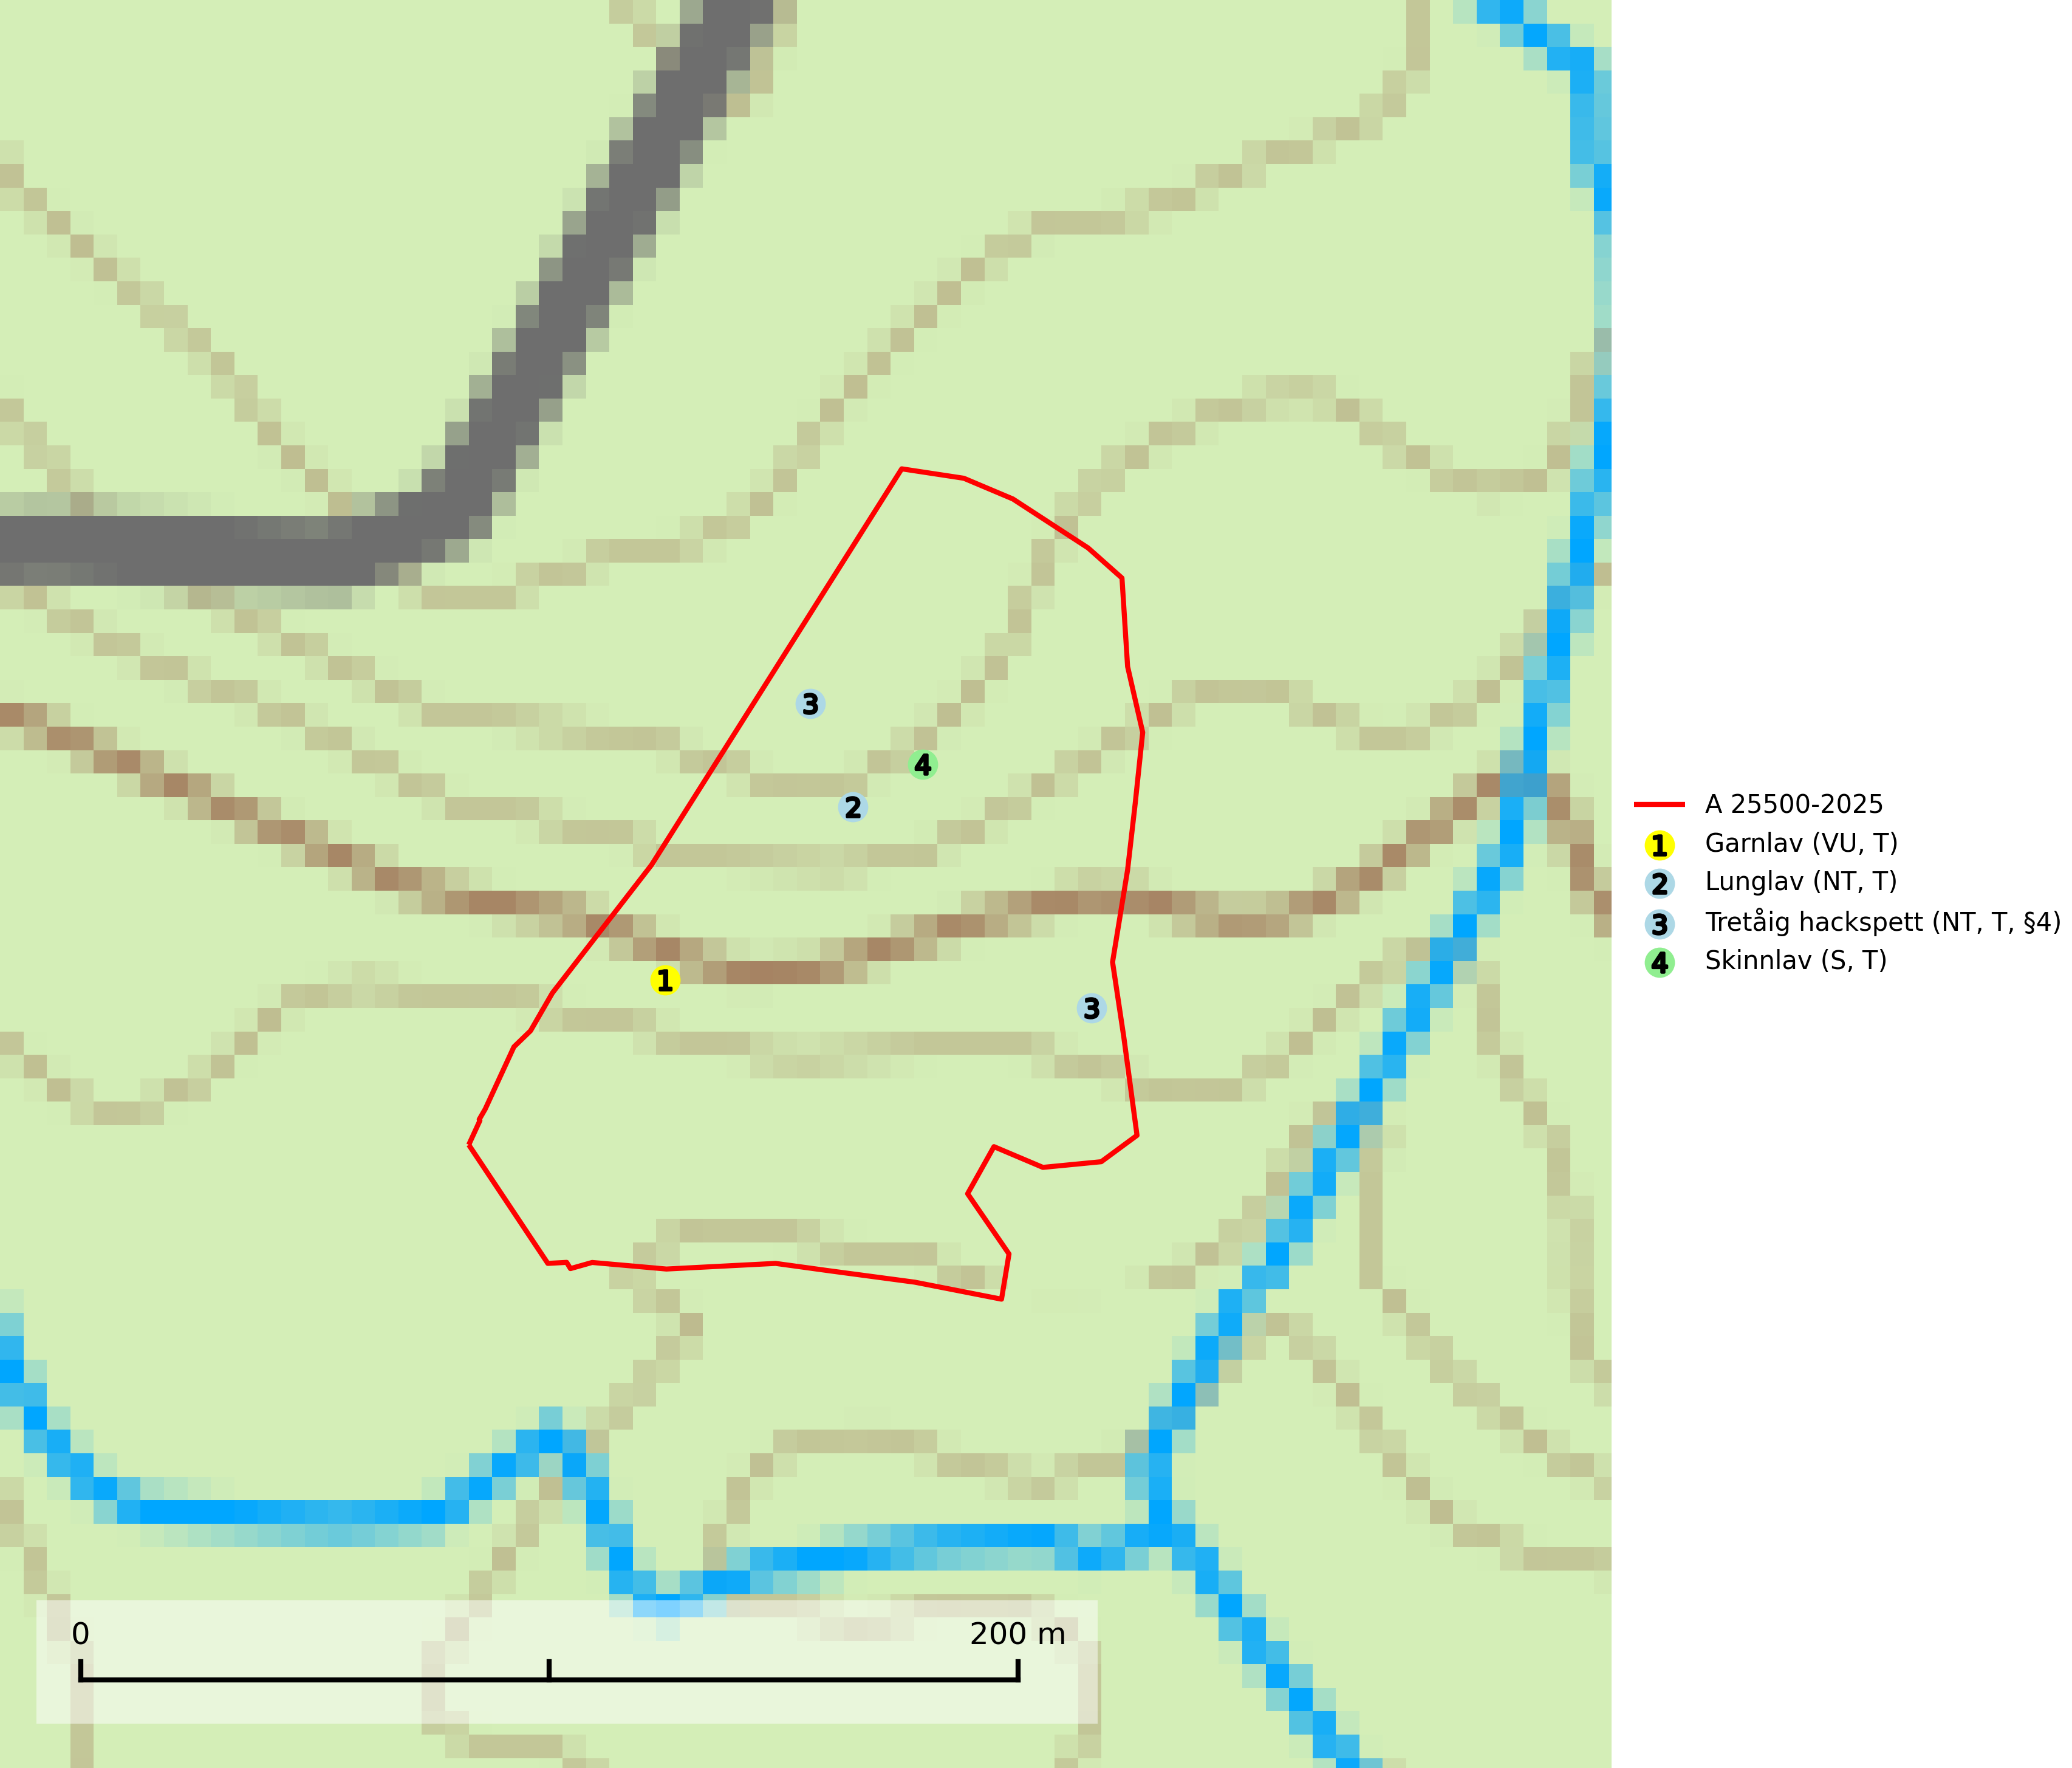 3
4
2
1
3
A 25500-2025
1 Garnlav (VU, T)
2 Lunglav (NT, T)
3 Tretåig hackspett (NT, T, §4)
4 Skinnlav (S, T)
0 200 m